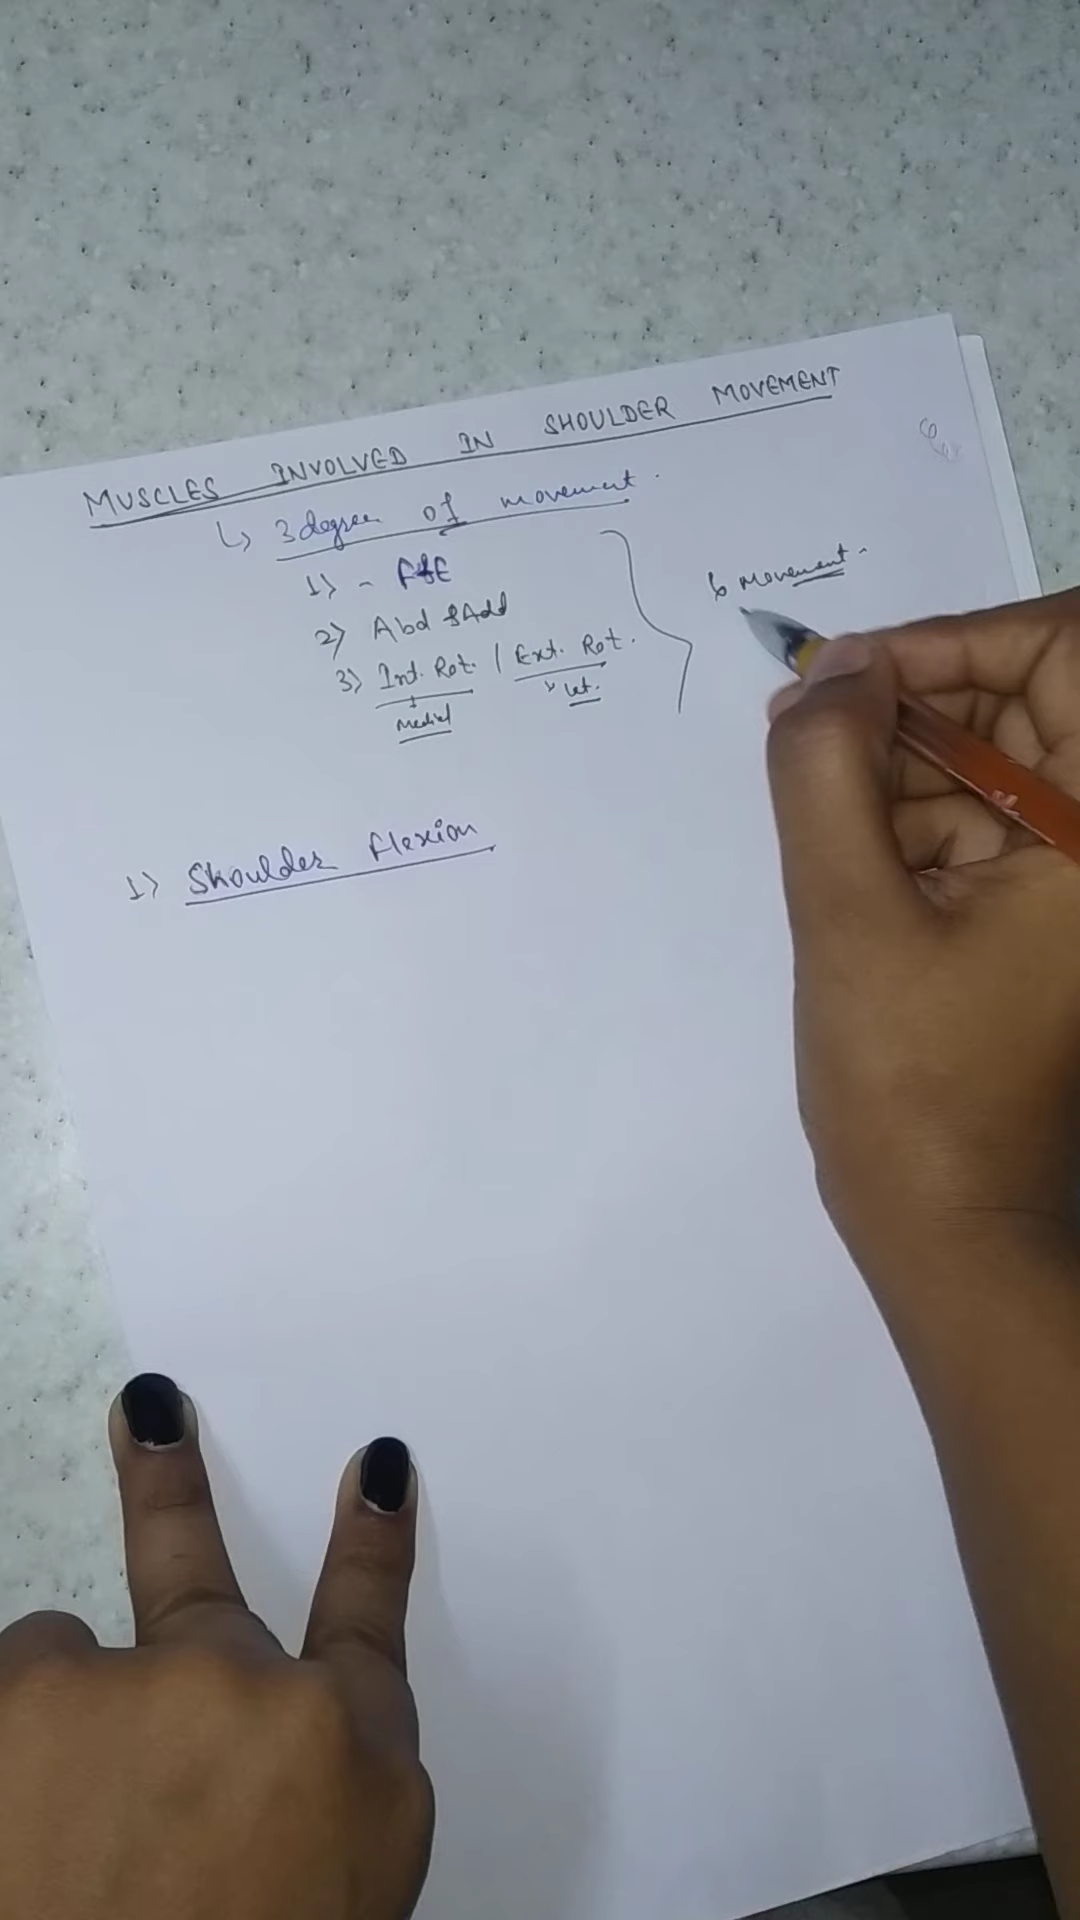 MUSCLES INVOLVED IN SHOULDER MOVEMENT
↳ 3 degree of movement.
1) - F&E
2) Abd & Add
3) Int. Rot. / Ext. Rot.
Medial
lat.
6 Movement.
1) Shoulder Flexion